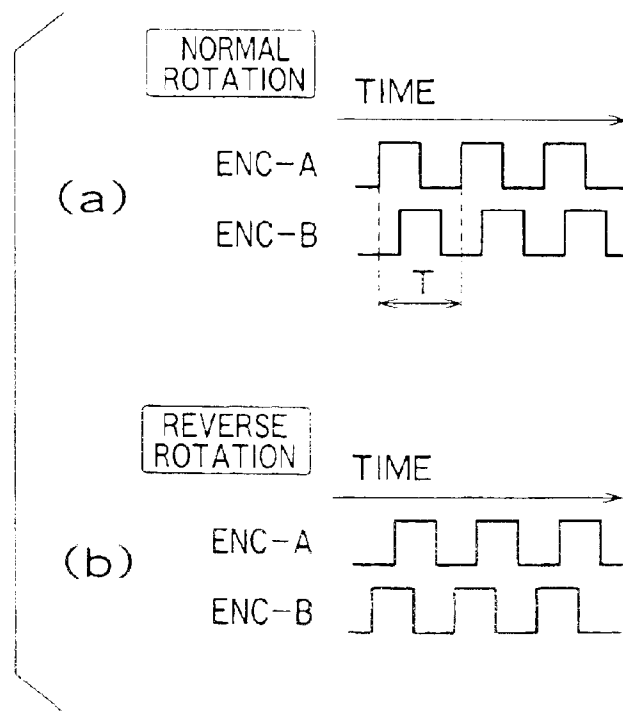 NORMAL
ROTATION
TIME
ENC-A
(a)
ENC-B
T
REVERSE
ROTATION
TIME
ENC-A
(b)
ENC-B